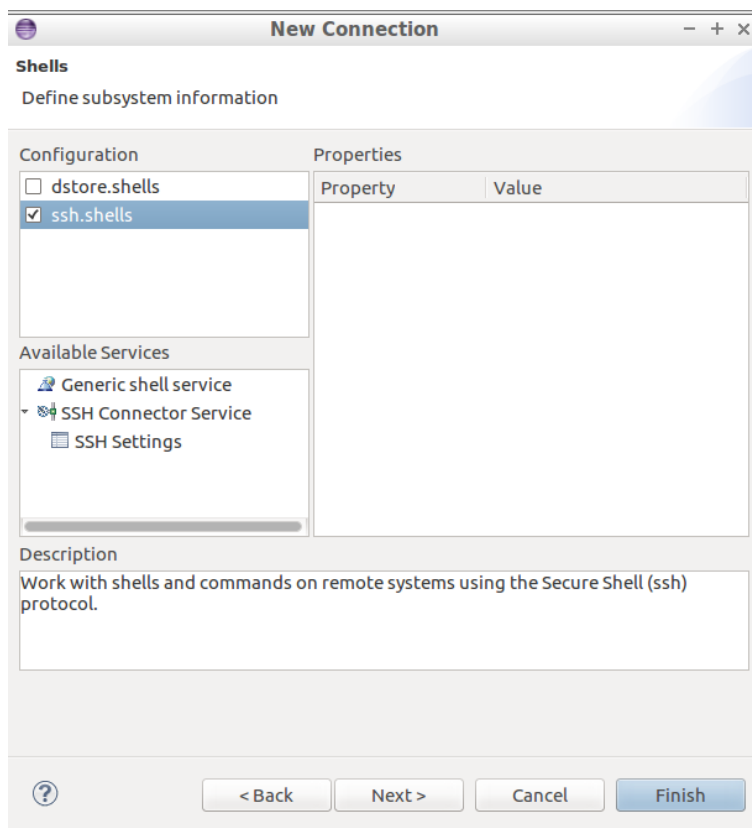 New Connection
Shells
Define subsystem information
Configuration
dstore.shells
ssh.shells
Properties
Property Value
Available Services
Generic shell service
SSH Connector Service
SSH Settings
Description
Work with shells and commands on remote systems using the Secure Shell (ssh)
protocol.
? < Back Next > Cancel Finish